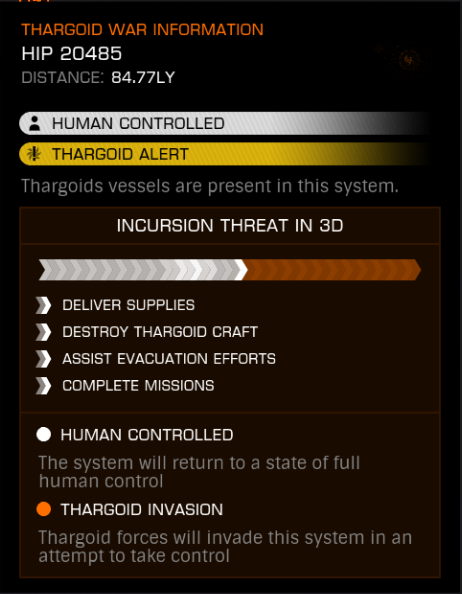 THARGOID WAR INFORMATION
HIP 20485
DISTANCE: 84.77LY
HUMAN CONTROLLED
THARGOID ALERT
Thargoids vessels are present in this system.
INCURSION THREAT IN 3D
DELIVER SUPPLIES
DESTROY THARGOID CRAFT
ASSIST EVACUATION EFFORTS
COMPLETE MISSIONS
HUMAN CONTROLLED
The system will return to a state of full
human control
THARGOID INVASION
Thargoid forces will invade this system in an
attempt to take control